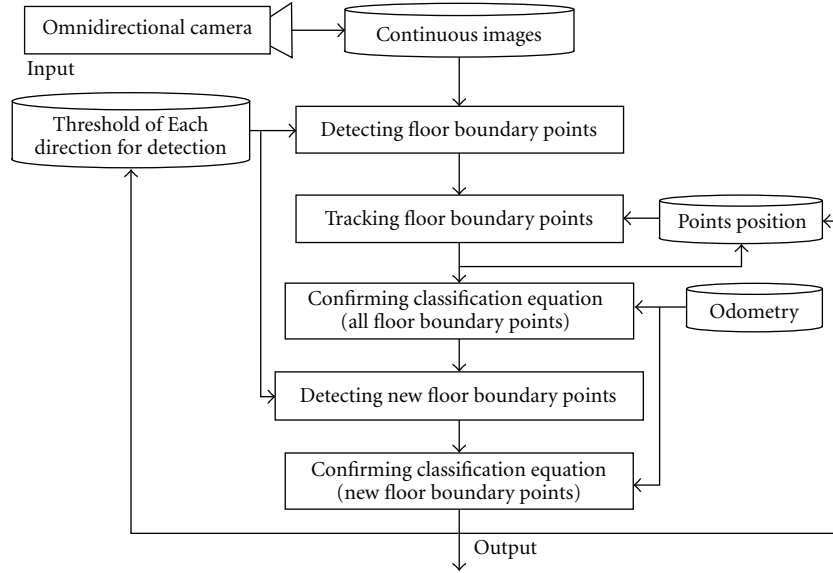 Omnidirectional camera
Continuous images
Input
Threshold of Each
direction for detection
Detecting floor boundary points
Tracking floor boundary points
Points position
Confirming classification equation
(all floor boundary points)
Odometry
Detecting new floor boundary points
Confirming classification equation
(new floor boundary points)
Output